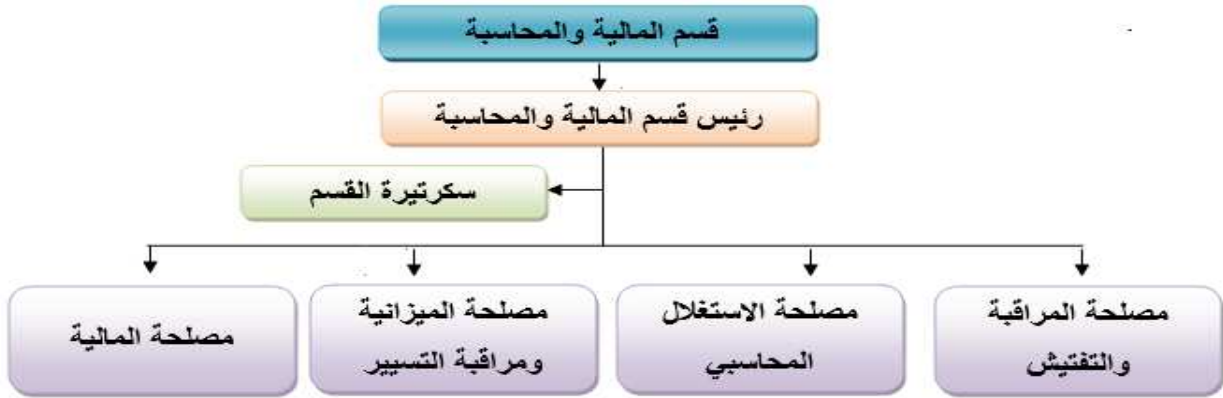 قسم المالية والمحاسبة
رئيس قسم المالية والمحاسبة
سكرتيرة القسم
مصلحة المراقبة
والتفتيش
مصلحة الاستغلال
المحاسبي
مصلحة الميزانية
ومراقبة التسيير
مصلحة المالية